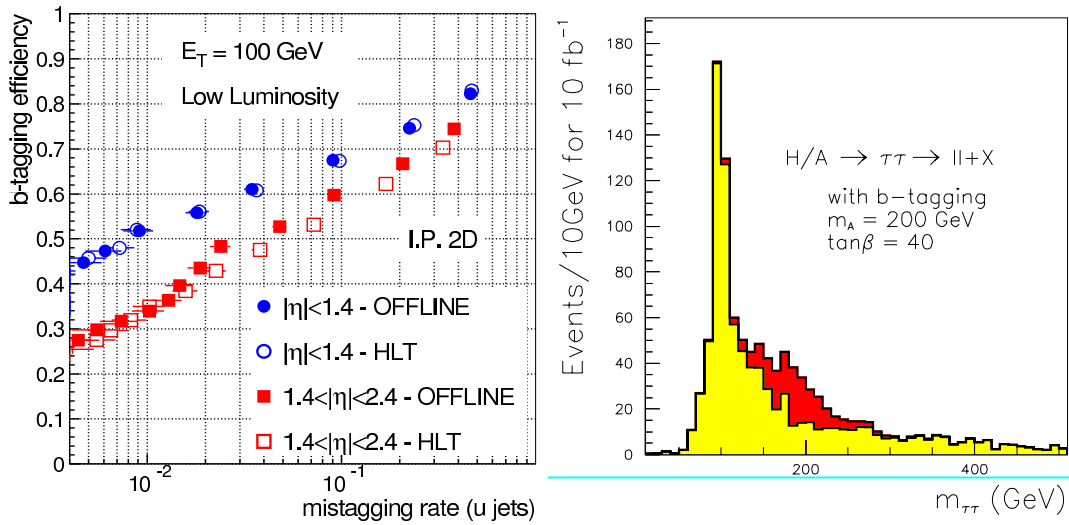 b-tagging efficiency
1
0.9
0.8
0.7
0.6
0.5
0.4
0.3
0.2
0.1
0
E_T = 100 GeV
Low Luminosity
I.P. 2D
|η|<1.4 - OFFLINE
|η|<1.4 - HLT
1.4<|η|<2.4 - OFFLINE
1.4<|η|<2.4 - HLT
10^-2 10^-1
mistagging rate (u jets)
Events/10GeV for 10 fb^-1
180
160
140
120
100
80
60
40
20
0
H/A → ττ → ll+X
with b-tagging
m_A = 200 GeV
tanβ = 40
200 400
m_ττ (GeV)